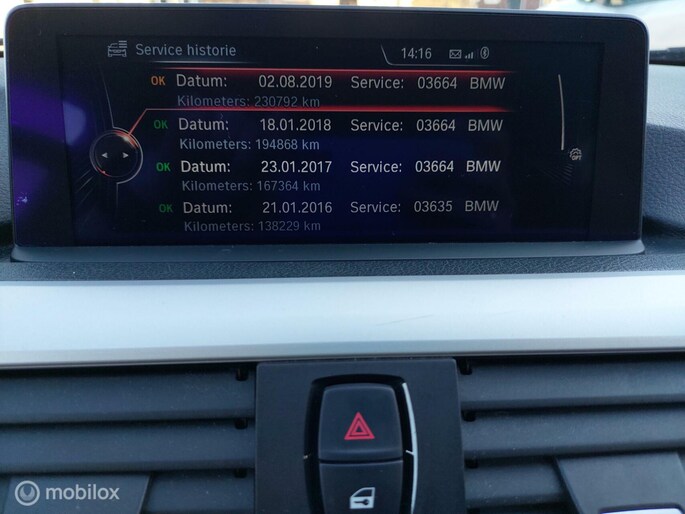 Service historie
14:16
OK Datum: 02.08.2019 Service: 03664 BMW
Kilometers: 230792 km
OK Datum: 18.01.2018 Service: 03664 BMW
Kilometers: 194868 km
OK Datum: 23.01.2017 Service: 03664 BMW
Kilometers: 167364 km
OK Datum: 21.01.2016 Service: 03635 BMW
Kilometers: 138229 km
OPT
mobilox